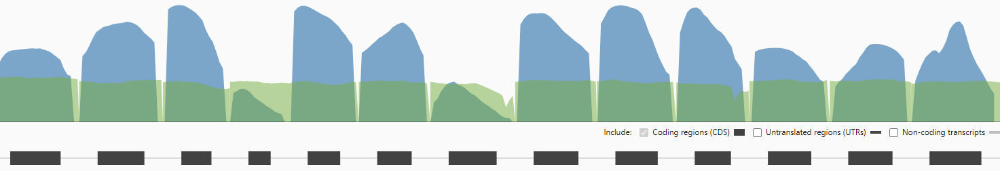 Include: Coding regions (CDS) Untranslated regions (UTRs) Non-coding transcripts